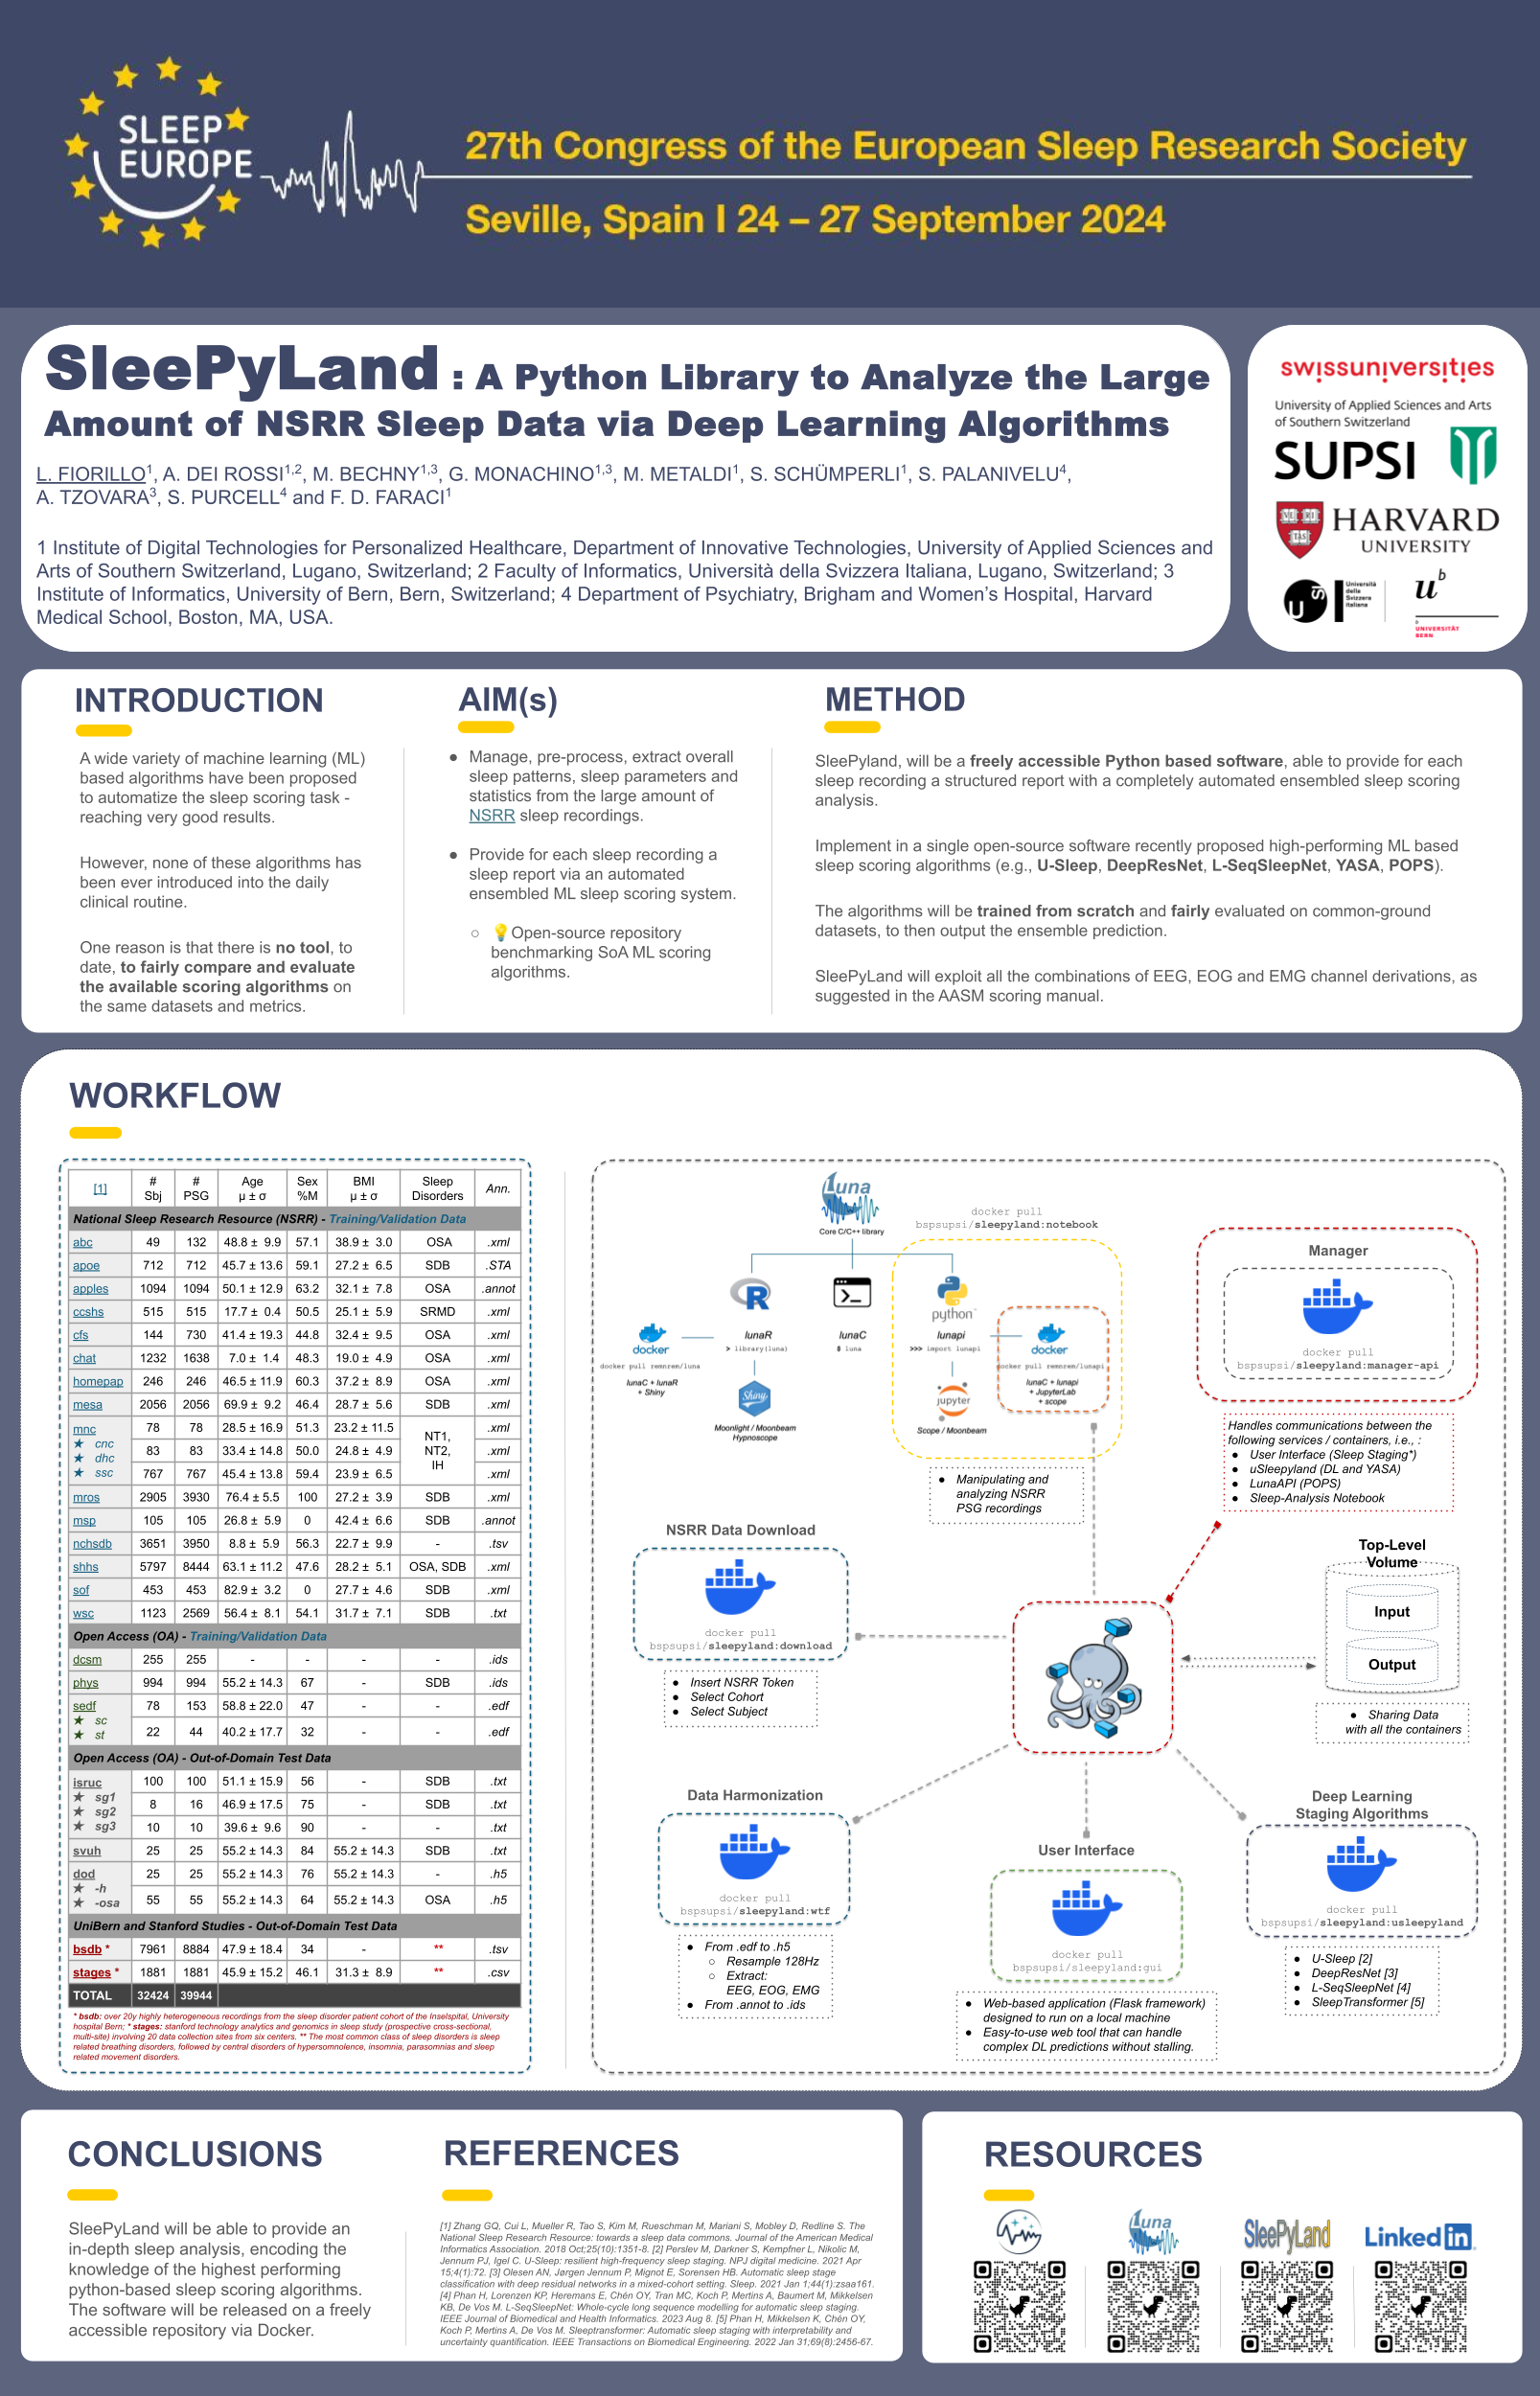 SLEEP
EUROPE
27th Congress of the European Sleep Research Society
Seville, Spain I 24 – 27 September 2024
SleePyLand : A Python Library to Analyze the Large
Amount of NSRR Sleep Data via Deep Learning Algorithms
L. FIORILLO1, A. DEI ROSSI1,2, M. BECHNY1,3, G. MONACHINO1,3, M. METALDI1, S. SCHÜMPERLI1, S. PALANIVELU4,
A. TZOVARA3, S. PURCELL4 and F. D. FARACI1
1 Institute of Digital Technologies for Personalized Healthcare, Department of Innovative Technologies, University of Applied Sciences and
Arts of Southern Switzerland, Lugano, Switzerland; 2 Faculty of Informatics, Università della Svizzera Italiana, Lugano, Switzerland; 3
Institute of Informatics, University of Bern, Bern, Switzerland; 4 Department of Psychiatry, Brigham and Women's Hospital, Harvard
Medical School, Boston, MA, USA.
swissuniversities
University of Applied Sciences and Arts
of Southern Switzerland
SUPSI
VE RI TAS
HARVARD
UNIVERSITY
Università
della
Svizzera
italiana
u b
b
UNIVERSITÄT
BERN
INTRODUCTION
A wide variety of machine learning (ML)
based algorithms have been proposed
to automatize the sleep scoring task -
reaching very good results.
However, none of these algorithms has
been ever introduced into the daily
clinical routine.
One reason is that there is no tool, to
date, to fairly compare and evaluate
the available scoring algorithms on
the same datasets and metrics.
AIM(s)
● Manage, pre-process, extract overall
sleep patterns, sleep parameters and
statistics from the large amount of
NSRR sleep recordings.
● Provide for each sleep recording a
sleep report via an automated
ensembled ML sleep scoring system.
○ 💡Open-source repository
benchmarking SoA ML scoring
algorithms.
METHOD
SleePyland, will be a freely accessible Python based software, able to provide for each
sleep recording a structured report with a completely automated ensembled sleep scoring
analysis.
Implement in a single open-source software recently proposed high-performing ML based
sleep scoring algorithms (e.g., U-Sleep, DeepResNet, L-SeqSleepNet, YASA, POPS).
The algorithms will be trained from scratch and fairly evaluated on common-ground
datasets, to then output the ensemble prediction.
SleePyLand will exploit all the combinations of EEG, EOG and EMG channel derivations, as
suggested in the AASM scoring manual.
WORKFLOW
[1] # Sbj # PSG Age μ ± σ Sex %M BMI μ ± σ Sleep Disorders Ann.
National Sleep Research Resource (NSRR) - Training/Validation Data
abc 49 132 48.8 ± 9.9 57.1 38.9 ± 3.0 OSA .xml
apoe 712 712 45.7 ± 13.6 59.1 27.2 ± 6.5 SDB .STA
apples 1094 1094 50.1 ± 12.9 63.2 32.1 ± 7.8 OSA .annot
ccshs 515 515 17.7 ± 0.4 50.5 25.1 ± 5.9 SRMD .xml
cfs 144 730 41.4 ± 19.3 44.8 32.4 ± 9.5 OSA .xml
chat 1232 1638 7.0 ± 1.4 48.3 19.0 ± 4.9 OSA .xml
homepap 246 246 46.5 ± 11.9 60.3 37.2 ± 8.9 OSA .xml
mesa 2056 2056 69.9 ± 9.2 46.4 28.7 ± 5.6 SDB .xml
mnc 78 78 28.5 ± 16.9 51.3 23.2 ± 11.5 NT1, NT2, IH .xml
★ cnc
★ dhc 83 83 33.4 ± 14.8 50.0 24.8 ± 4.9 .xml
★ ssc 767 767 45.4 ± 13.8 59.4 23.9 ± 6.5 .xml
mros 2905 3930 76.4 ± 5.5 100 27.2 ± 3.9 SDB .xml
msp 105 105 26.8 ± 5.9 0 42.4 ± 6.6 SDB .annot
nchsdb 3651 3950 8.8 ± 5.9 56.3 22.7 ± 9.9 - .tsv
shhs 5797 8444 63.1 ± 11.2 47.6 28.2 ± 5.1 OSA, SDB .xml
sof 453 453 82.9 ± 3.2 0 27.7 ± 4.6 SDB .xml
wsc 1123 2569 56.4 ± 8.1 54.1 31.7 ± 7.1 SDB .txt
Open Access (OA) - Training/Validation Data
dcsm 255 255 - - - - .ids
phys 994 994 55.2 ± 14.3 67 - SDB .ids
sedf 78 153 58.8 ± 22.0 47 - - .edf
★ sc
★ st 22 44 40.2 ± 17.7 32 - - .edf
Open Access (OA) - Out-of-Domain Test Data
isruc 100 100 51.1 ± 15.9 56 - SDB .txt
★ sg1
★ sg2 8 16 46.9 ± 17.5 75 - SDB .txt
★ sg3 10 10 39.6 ± 9.6 90 - - .txt
svuh 25 25 55.2 ± 14.3 84 55.2 ± 14.3 SDB .txt
dod 25 25 55.2 ± 14.3 76 55.2 ± 14.3 - .h5
★ -h
★ -osa 55 55 55.2 ± 14.3 64 55.2 ± 14.3 OSA .h5
UniBern and Stanford Studies - Out-of-Domain Test Data
bsdb * 7961 8884 47.9 ± 18.4 34 - ** .tsv
stages * 1881 1881 45.9 ± 15.2 46.1 31.3 ± 8.9 ** .csv
TOTAL 32424 39944
* bsdb: over 20y highly heterogeneous recordings from the sleep disorder patient cohort of the Inselspital, University
hospital Bern; * stages: stanford technology analytics and genomics in sleep study (prospective cross-sectional,
multi-site) involving 20 data collection sites from six centers. ** The most common class of sleep disorders is sleep
related breathing disorders, followed by central disorders of hypersomnolence, insomnia, parasomnias and sleep
related movement disorders.
Luna
Core C/C++ library
docker pull
bspsupsi/sleepyland:notebook
R
python
docker
lunaR
lunaC
lunapi
docker
> library(luna)
$ luna
>>> import lunapi
docker pull remnrem/luna
docker pull remnrem/lunapi
lunaC + lunaR
+ Shiny
Shiny
jupyter
lunaC + lunapi
+ JupyterLab
+ scope
Moonlight / Moonbeam
Hypnoscope
Scope / Moonbeam
● Manipulating and
analyzing NSRR
PSG recordings
Manager
docker pull
bspsupsi/sleepyland:manager-api
Handles communications between the
following services / containers, i.e., :
● User Interface (Sleep Staging*)
● uSleepyland (DL and YASA)
● LunaAPI (POPS)
● Sleep-Analysis Notebook
NSRR Data Download
docker pull
bspsupsi/sleepyland:download
● Insert NSRR Token
● Select Cohort
● Select Subject
Top-Level
Volume
Input
Output
● Sharing Data
with all the containers
Data Harmonization
docker pull
bspsupsi/sleepyland:wtf
● From .edf to .h5
○ Resample 128Hz
○ Extract:
EEG, EOG, EMG
● From .annot to .ids
User Interface
docker pull
bspsupsi/sleepyland:gui
● Web-based application (Flask framework)
designed to run on a local machine
● Easy-to-use web tool that can handle
complex DL predictions without stalling.
Deep Learning
Staging Algorithms
docker pull
bspsupsi/sleepyland:usleepyland
● U-Sleep [2]
● DeepResNet [3]
● L-SeqSleepNet [4]
● SleepTransformer [5]
CONCLUSIONS
SleePyLand will be able to provide an
in-depth sleep analysis, encoding the
knowledge of the highest performing
python-based sleep scoring algorithms.
The software will be released on a freely
accessible repository via Docker.
REFERENCES
[1] Zhang GQ, Cui L, Mueller R, Tao S, Kim M, Rueschman M, Mariani S, Mobley D, Redline S. The
National Sleep Research Resource: towards a sleep data commons. Journal of the American Medical
Informatics Association. 2018 Oct;25(10):1351-8. [2] Perslev M, Darkner S, Kempfner L, Nikolic M,
Jennum PJ, Igel C. U-Sleep: resilient high-frequency sleep staging. NPJ digital medicine. 2021 Apr
15;4(1):72. [3] Olesen AN, Jørgen Jennum P, Mignot E, Sorensen HB. Automatic sleep stage
classification with deep residual networks in a mixed-cohort setting. Sleep. 2021 Jan 1;44(1):zsaa161.
[4] Phan H, Lorenzen KP, Heremans E, Chén OY, Tran MC, Koch P, Mertins A, Baumert M, Mikkelsen
KB, De Vos M. L-SeqSleepNet: Whole-cycle long sequence modelling for automatic sleep staging.
IEEE Journal of Biomedical and Health Informatics. 2023 Aug 8. [5] Phan H, Mikkelsen K, Chén OY,
Koch P, Mertins A, De Vos M. Sleeptransformer: Automatic sleep staging with interpretability and
uncertainty quantification. IEEE Transactions on Biomedical Engineering. 2022 Jan 31;69(8):2456-67.
RESOURCES
Luna
SleePyLand
LinkedIn